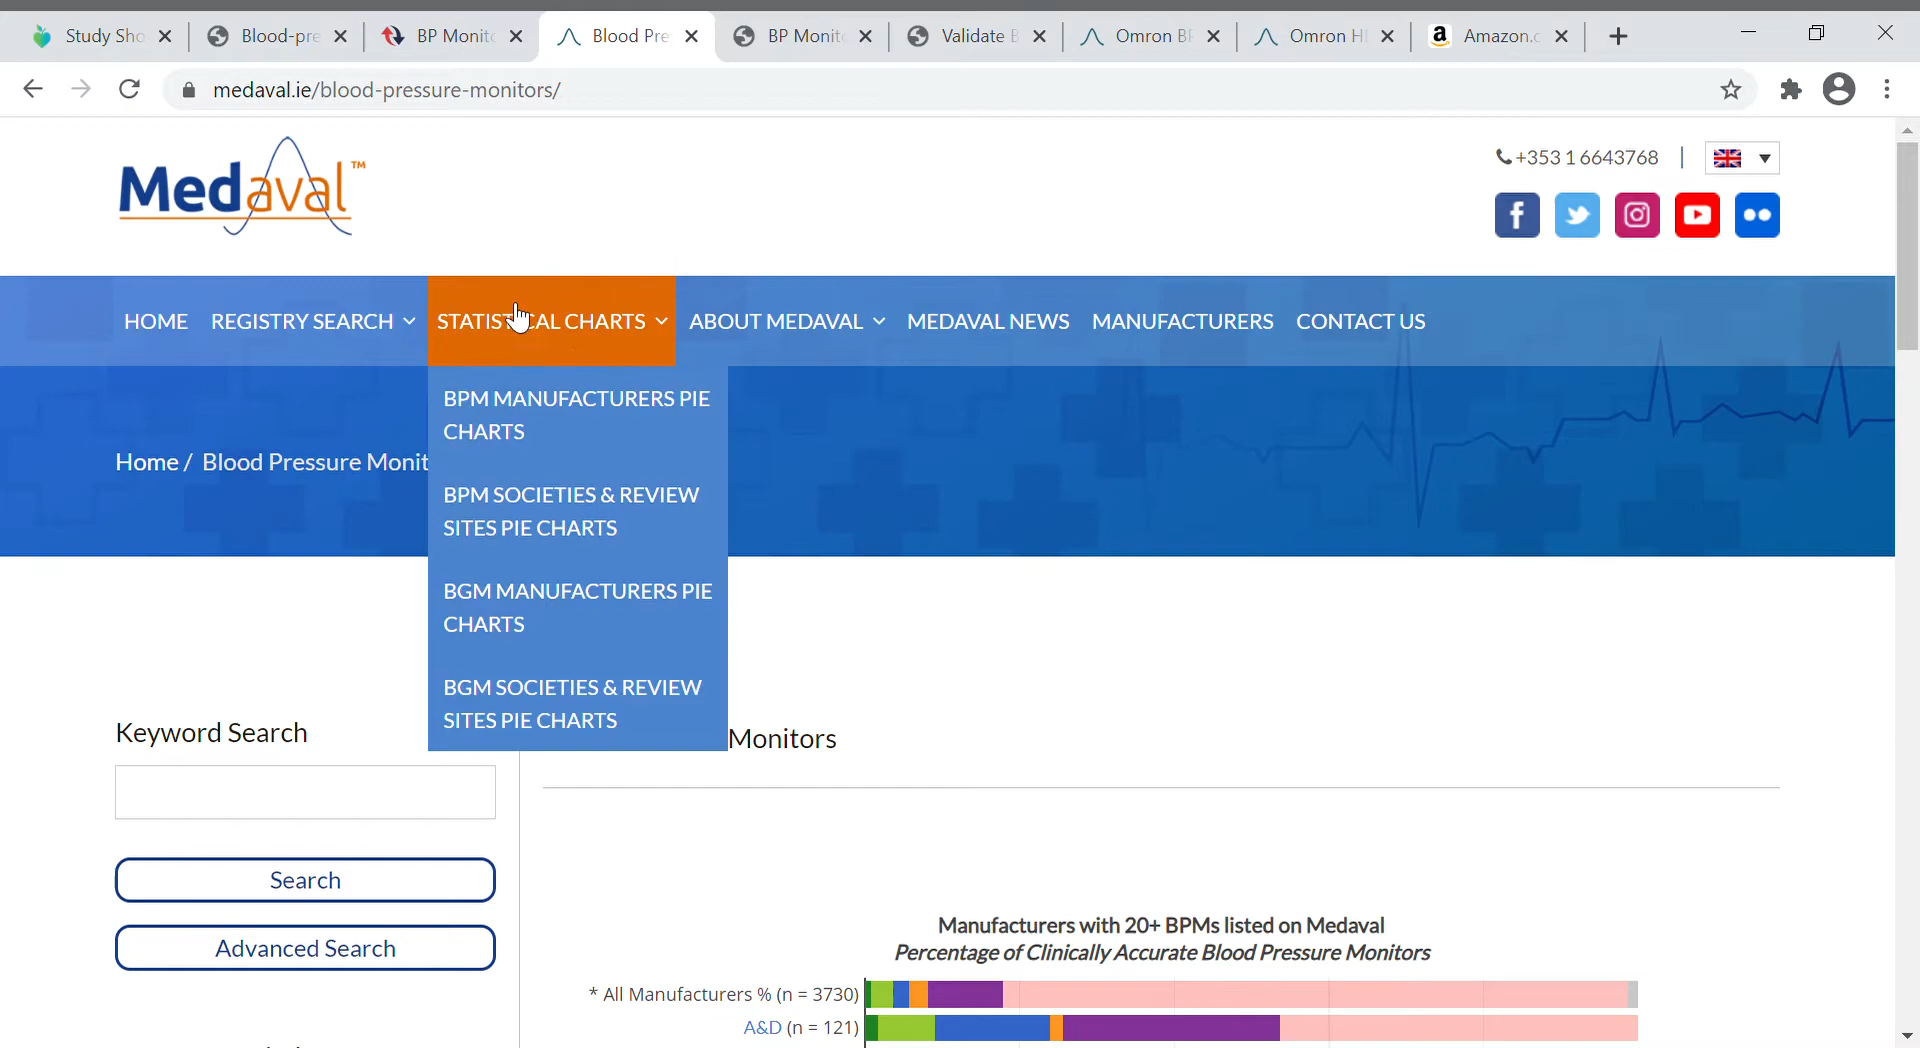 Study Sho
Blood-pre
BP Monito
Blood Pre
BP Monito
Validate B
Omron BP
Omron H
Amazon.c
medaval.ie/blood-pressure-monitors/
Medaval™
+353 1 6643768
HOME
REGISTRY SEARCH
STATISTICAL CHARTS
ABOUT MEDAVAL
MEDAVAL NEWS
MANUFACTURERS
CONTACT US
BPM MANUFACTURERS PIE
CHARTS
BPM SOCIETIES & REVIEW
SITES PIE CHARTS
BGM MANUFACTURERS PIE
CHARTS
BGM SOCIETIES & REVIEW
SITES PIE CHARTS
Home / Blood Pressure Monit
Keyword Search
Monitors
Search
Advanced Search
Manufacturers with 20+ BPMs listed on Medaval
Percentage of Clinically Accurate Blood Pressure Monitors
* All Manufacturers % (n = 3730)
A&D (n = 121)